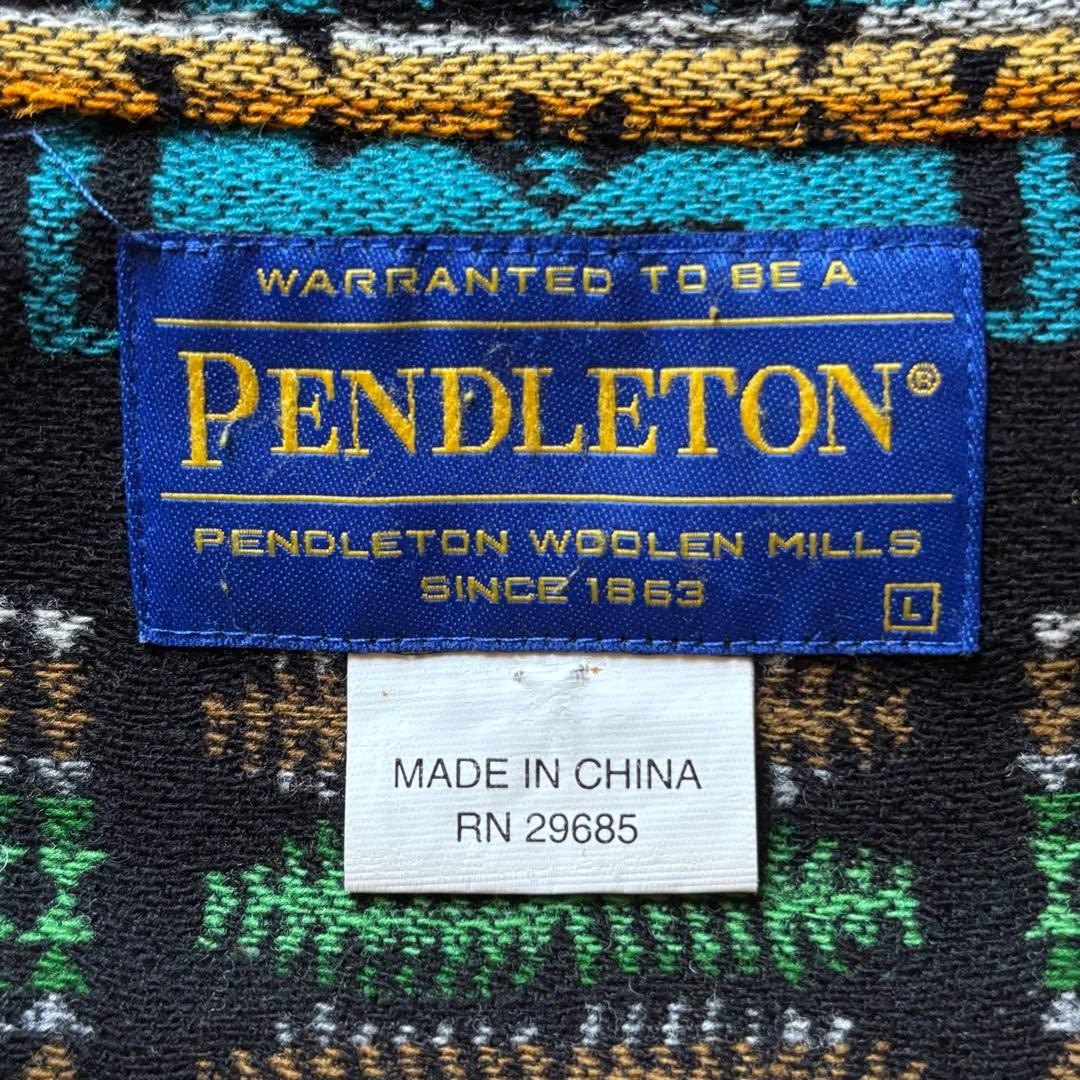 WARRANTED TO BE A
PENDLETON®
PENDLETON WOOLEN MILLS
SINCE 1863
L
MADE IN CHINA
RN 29685